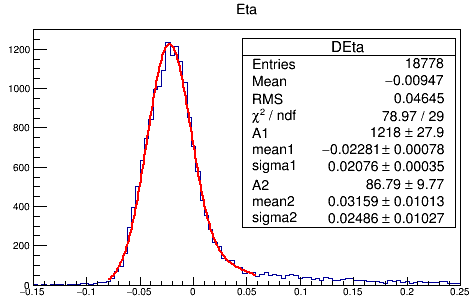 Eta
DEta
Entries 18778
Mean −0.00947
RMS 0.04645
χ² / ndf 78.97 / 29
A1 1218 ± 27.9
mean1 −0.02281 ± 0.00078
sigma1 0.02076 ± 0.00035
A2 86.79 ± 9.77
mean2 0.03159 ± 0.01013
sigma2 0.02486 ± 0.01027
1200
1000
800
600
400
200
0
−0.15 −0.1 −0.05 0 0.05 0.1 0.15 0.2 0.25